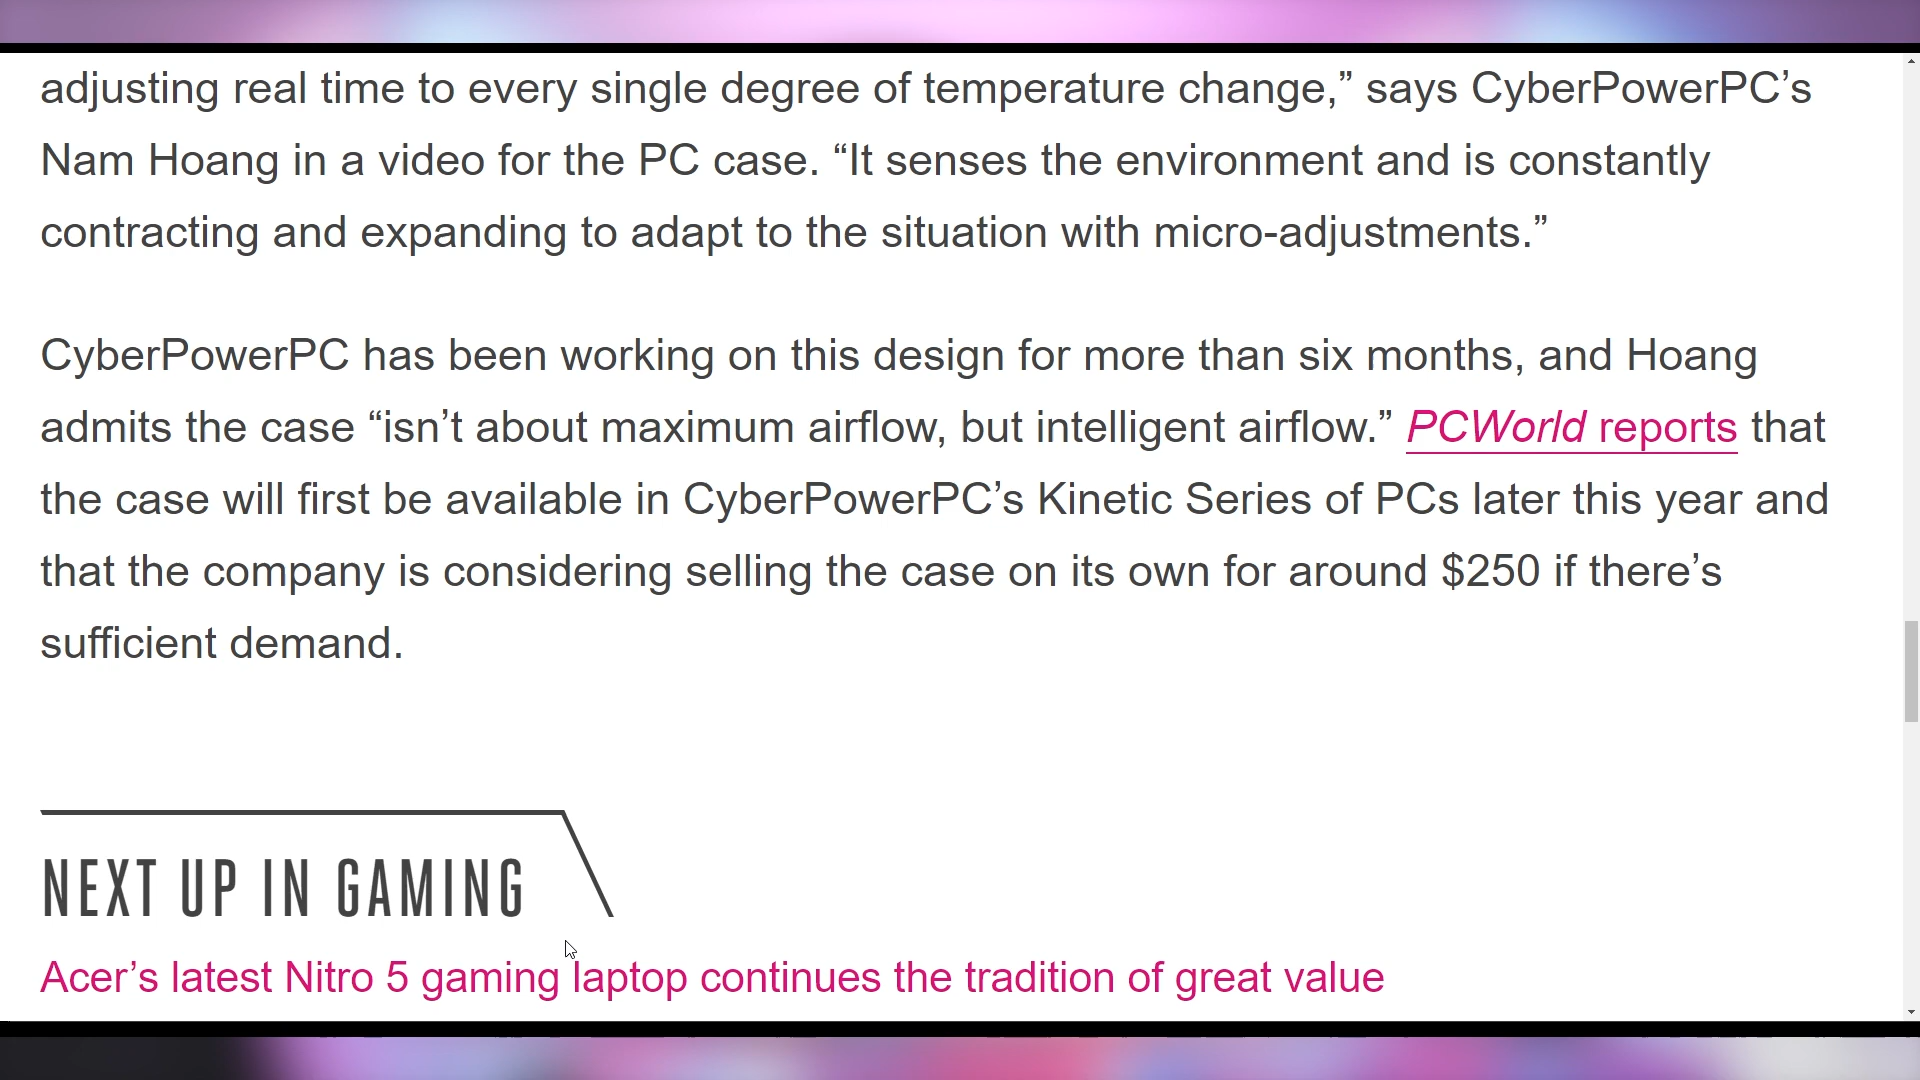 adjusting real time to every single degree of temperature change,” says CyberPowerPC’s
Nam Hoang in a video for the PC case. “It senses the environment and is constantly
contracting and expanding to adapt to the situation with micro-adjustments.”
CyberPowerPC has been working on this design for more than six months, and Hoang
admits the case “isn’t about maximum airflow, but intelligent airflow.” PCWorld reports that
the case will first be available in CyberPowerPC’s Kinetic Series of PCs later this year and
that the company is considering selling the case on its own for around $250 if there’s
sufficient demand.
NEXT UP IN GAMING
Acer’s latest Nitro 5 gaming laptop continues the tradition of great value